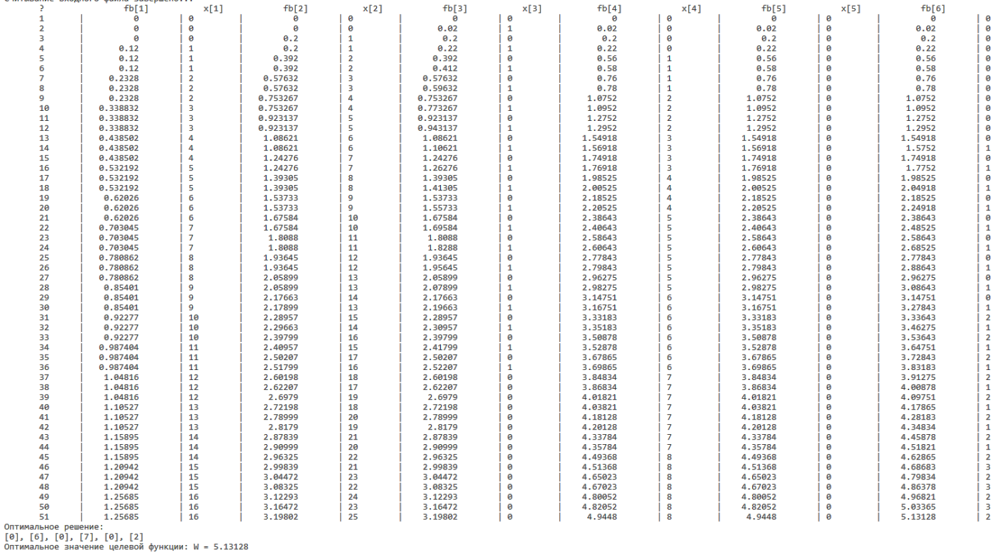 Считывание входного файла завершено...
? fb[1] x[1] fb[2] x[2] fb[3] x[3] fb[4] x[4] fb[5] x[5] fb[6]
1 | 0 | 0 | 0 | 0 | 0 | 0 | 0 | 0 | 0 | 0 | 0 | 0
2 | 0 | 0 | 0 | 0 | 0.02 | 1 | 0.02 | 0 | 0.02 | 0 | 0.02 | 0
3 | 0 | 0 | 0.2 | 1 | 0.2 | 0 | 0.2 | 0 | 0.2 | 0 | 0.2 | 0
4 | 0.12 | 1 | 0.2 | 1 | 0.22 | 1 | 0.22 | 0 | 0.22 | 0 | 0.22 | 0
5 | 0.12 | 1 | 0.392 | 2 | 0.392 | 0 | 0.56 | 1 | 0.56 | 0 | 0.56 | 0
6 | 0.12 | 1 | 0.392 | 2 | 0.412 | 1 | 0.58 | 1 | 0.58 | 0 | 0.58 | 0
7 | 0.2328 | 2 | 0.57632 | 3 | 0.57632 | 0 | 0.76 | 1 | 0.76 | 0 | 0.76 | 0
8 | 0.2328 | 2 | 0.57632 | 3 | 0.59632 | 1 | 0.78 | 1 | 0.78 | 0 | 0.78 | 0
9 | 0.2328 | 2 | 0.753267 | 4 | 0.753267 | 0 | 1.0752 | 2 | 1.0752 | 0 | 1.0752 | 0
10 | 0.338832 | 3 | 0.753267 | 4 | 0.773267 | 1 | 1.0952 | 2 | 1.0952 | 0 | 1.0952 | 0
11 | 0.338832 | 3 | 0.923137 | 5 | 0.923137 | 0 | 1.2752 | 2 | 1.2752 | 0 | 1.2752 | 0
12 | 0.338832 | 3 | 0.923137 | 5 | 0.943137 | 1 | 1.2952 | 2 | 1.2952 | 0 | 1.2952 | 0
13 | 0.438502 | 4 | 1.08621 | 6 | 1.08621 | 0 | 1.54918 | 3 | 1.54918 | 0 | 1.54918 | 0
14 | 0.438502 | 4 | 1.08621 | 6 | 1.10621 | 1 | 1.56918 | 3 | 1.56918 | 0 | 1.5752 | 1
15 | 0.438502 | 4 | 1.24276 | 7 | 1.24276 | 0 | 1.74918 | 3 | 1.74918 | 0 | 1.74918 | 0
16 | 0.532192 | 5 | 1.24276 | 7 | 1.26276 | 1 | 1.76918 | 3 | 1.76918 | 0 | 1.7752 | 1
17 | 0.532192 | 5 | 1.39305 | 8 | 1.39305 | 0 | 1.98525 | 4 | 1.98525 | 0 | 1.98525 | 0
18 | 0.532192 | 5 | 1.39305 | 8 | 1.41305 | 1 | 2.00525 | 4 | 2.00525 | 0 | 2.04918 | 1
19 | 0.62026 | 6 | 1.53733 | 9 | 1.53733 | 0 | 2.18525 | 4 | 2.18525 | 0 | 2.18525 | 0
20 | 0.62026 | 6 | 1.53733 | 9 | 1.55733 | 1 | 2.20525 | 4 | 2.20525 | 0 | 2.24918 | 1
21 | 0.62026 | 6 | 1.67584 | 10 | 1.67584 | 0 | 2.38643 | 5 | 2.38643 | 0 | 2.38643 | 0
22 | 0.703045 | 7 | 1.67584 | 10 | 1.69584 | 1 | 2.40643 | 5 | 2.40643 | 0 | 2.48525 | 1
23 | 0.703045 | 7 | 1.8088 | 11 | 1.8088 | 0 | 2.58643 | 5 | 2.58643 | 0 | 2.58643 | 0
24 | 0.703045 | 7 | 1.8088 | 11 | 1.8288 | 1 | 2.60643 | 5 | 2.60643 | 0 | 2.68525 | 1
25 | 0.780862 | 8 | 1.93645 | 12 | 1.93645 | 0 | 2.77843 | 5 | 2.77843 | 0 | 2.77843 | 0
26 | 0.780862 | 8 | 1.93645 | 12 | 1.95645 | 1 | 2.79843 | 5 | 2.79843 | 0 | 2.88643 | 1
27 | 0.780862 | 8 | 2.05899 | 13 | 2.05899 | 0 | 2.96275 | 5 | 2.96275 | 0 | 2.96275 | 0
28 | 0.85401 | 9 | 2.05899 | 13 | 2.07899 | 1 | 2.98275 | 5 | 2.98275 | 0 | 3.08643 | 1
29 | 0.85401 | 9 | 2.17663 | 14 | 2.17663 | 0 | 3.14751 | 6 | 3.14751 | 0 | 3.14751 | 0
30 | 0.85401 | 9 | 2.17899 | 13 | 2.19663 | 1 | 3.16751 | 6 | 3.16751 | 0 | 3.27843 | 1
31 | 0.92277 | 10 | 2.28957 | 15 | 2.28957 | 0 | 3.33183 | 6 | 3.33183 | 0 | 3.33643 | 2
32 | 0.92277 | 10 | 2.29663 | 14 | 2.30957 | 1 | 3.35183 | 6 | 3.35183 | 0 | 3.46275 | 1
33 | 0.92277 | 10 | 2.39799 | 16 | 2.39799 | 0 | 3.50878 | 6 | 3.50878 | 0 | 3.53643 | 2
34 | 0.987404 | 11 | 2.40957 | 15 | 2.41799 | 1 | 3.52878 | 6 | 3.52878 | 0 | 3.64751 | 1
35 | 0.987404 | 11 | 2.50207 | 17 | 2.50207 | 0 | 3.67865 | 6 | 3.67865 | 0 | 3.72843 | 2
36 | 0.987404 | 11 | 2.51799 | 16 | 2.52207 | 1 | 3.69865 | 6 | 3.69865 | 0 | 3.83183 | 1
37 | 1.04816 | 12 | 2.60198 | 18 | 2.60198 | 0 | 3.84834 | 7 | 3.84834 | 0 | 3.91275 | 2
38 | 1.04816 | 12 | 2.62207 | 17 | 2.62207 | 0 | 3.86834 | 7 | 3.86834 | 0 | 4.00878 | 1
39 | 1.04816 | 12 | 2.6979 | 19 | 2.6979 | 0 | 4.01821 | 7 | 4.01821 | 0 | 4.09751 | 2
40 | 1.10527 | 13 | 2.72198 | 18 | 2.72198 | 0 | 4.03821 | 7 | 4.03821 | 0 | 4.17865 | 1
41 | 1.10527 | 13 | 2.78999 | 20 | 2.78999 | 0 | 4.18128 | 7 | 4.18128 | 0 | 4.28183 | 2
42 | 1.10527 | 13 | 2.8179 | 19 | 2.8179 | 0 | 4.20128 | 7 | 4.20128 | 0 | 4.34834 | 1
43 | 1.15895 | 14 | 2.87839 | 21 | 2.87839 | 0 | 4.33784 | 7 | 4.33784 | 0 | 4.45878 | 2
44 | 1.15895 | 14 | 2.90999 | 20 | 2.90999 | 0 | 4.35784 | 7 | 4.35784 | 0 | 4.51821 | 1
45 | 1.15895 | 14 | 2.96325 | 22 | 2.96325 | 0 | 4.49368 | 8 | 4.49368 | 0 | 4.62865 | 2
46 | 1.20942 | 15 | 2.99839 | 21 | 2.99839 | 0 | 4.51368 | 8 | 4.51368 | 0 | 4.68683 | 3
47 | 1.20942 | 15 | 3.04472 | 23 | 3.04472 | 0 | 4.65023 | 8 | 4.65023 | 0 | 4.79834 | 2
48 | 1.20942 | 15 | 3.08325 | 22 | 3.08325 | 0 | 4.67023 | 8 | 4.67023 | 0 | 4.86378 | 3
49 | 1.25685 | 16 | 3.12293 | 24 | 3.12293 | 0 | 4.80052 | 8 | 4.80052 | 0 | 4.96821 | 2
50 | 1.25685 | 16 | 3.16472 | 23 | 3.16472 | 0 | 4.82052 | 8 | 4.82052 | 0 | 5.03365 | 3
51 | 1.25685 | 16 | 3.19802 | 25 | 3.19802 | 0 | 4.9448 | 8 | 4.9448 | 0 | 5.13128 | 2
Оптимальное решение:
[0], [6], [0], [7], [0], [2]
Оптимальное значение целевой функции: W = 5.13128